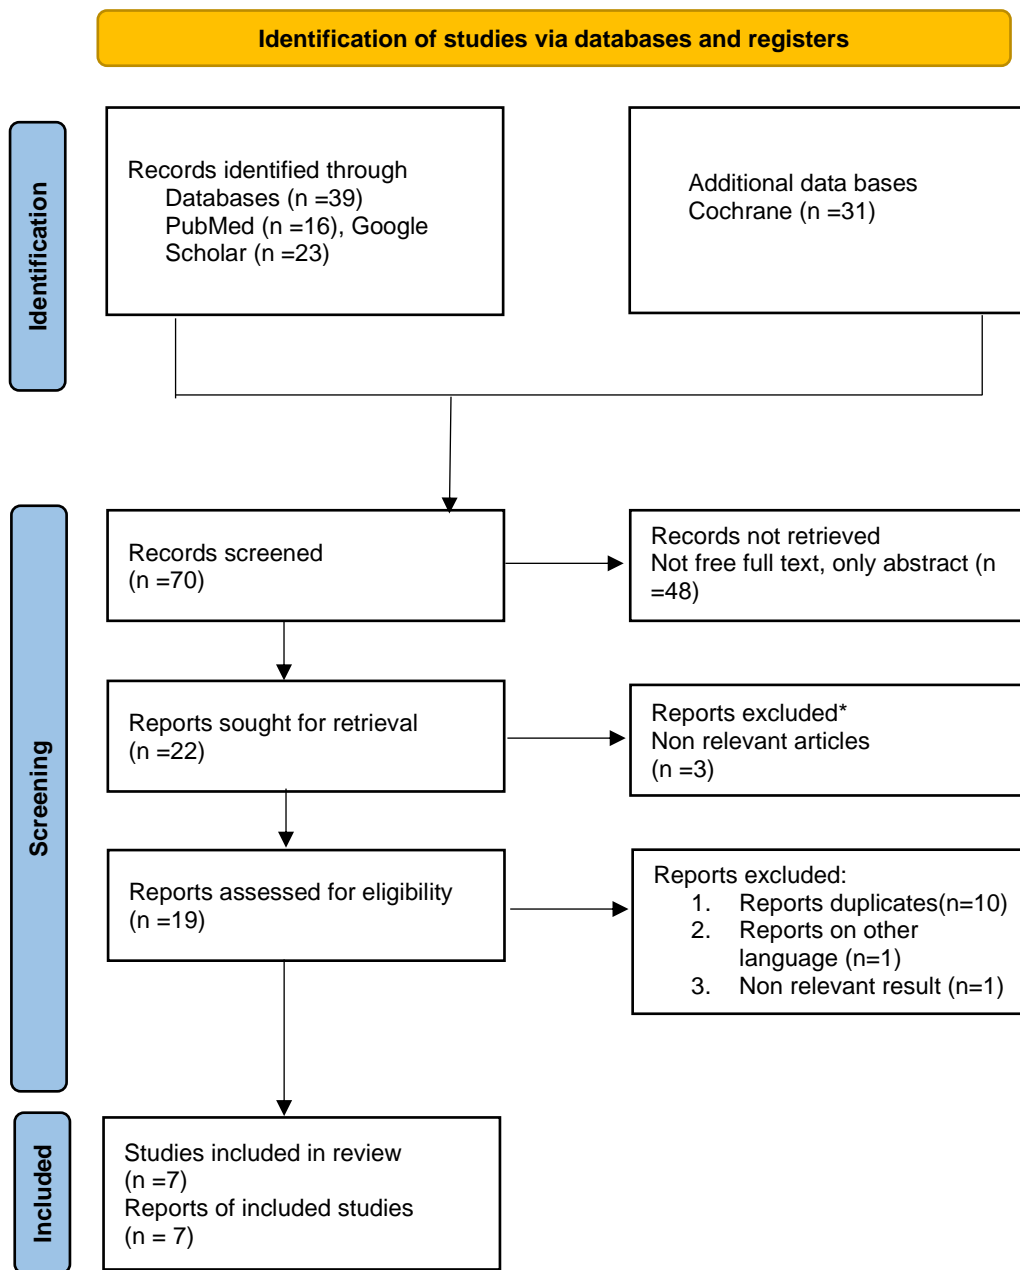 Identification of studies via databases and registers
Identification
Records identified through
Databases (n =39)
PubMed (n =16), Google
Scholar (n =23)
Additional data bases
Cochrane (n =31)
Screening
Records screened
(n =70)
Records not retrieved
Not free full text, only abstract (n
=48)
Reports sought for retrieval
(n =22)
Reports excluded*
Non relevant articles
(n =3)
Reports assessed for eligibility
(n =19)
Reports excluded:
1. Reports duplicates(n=10)
2. Reports on other
language (n=1)
3. Non relevant result (n=1)
Included
Studies included in review
(n =7)
Reports of included studies
(n = 7)